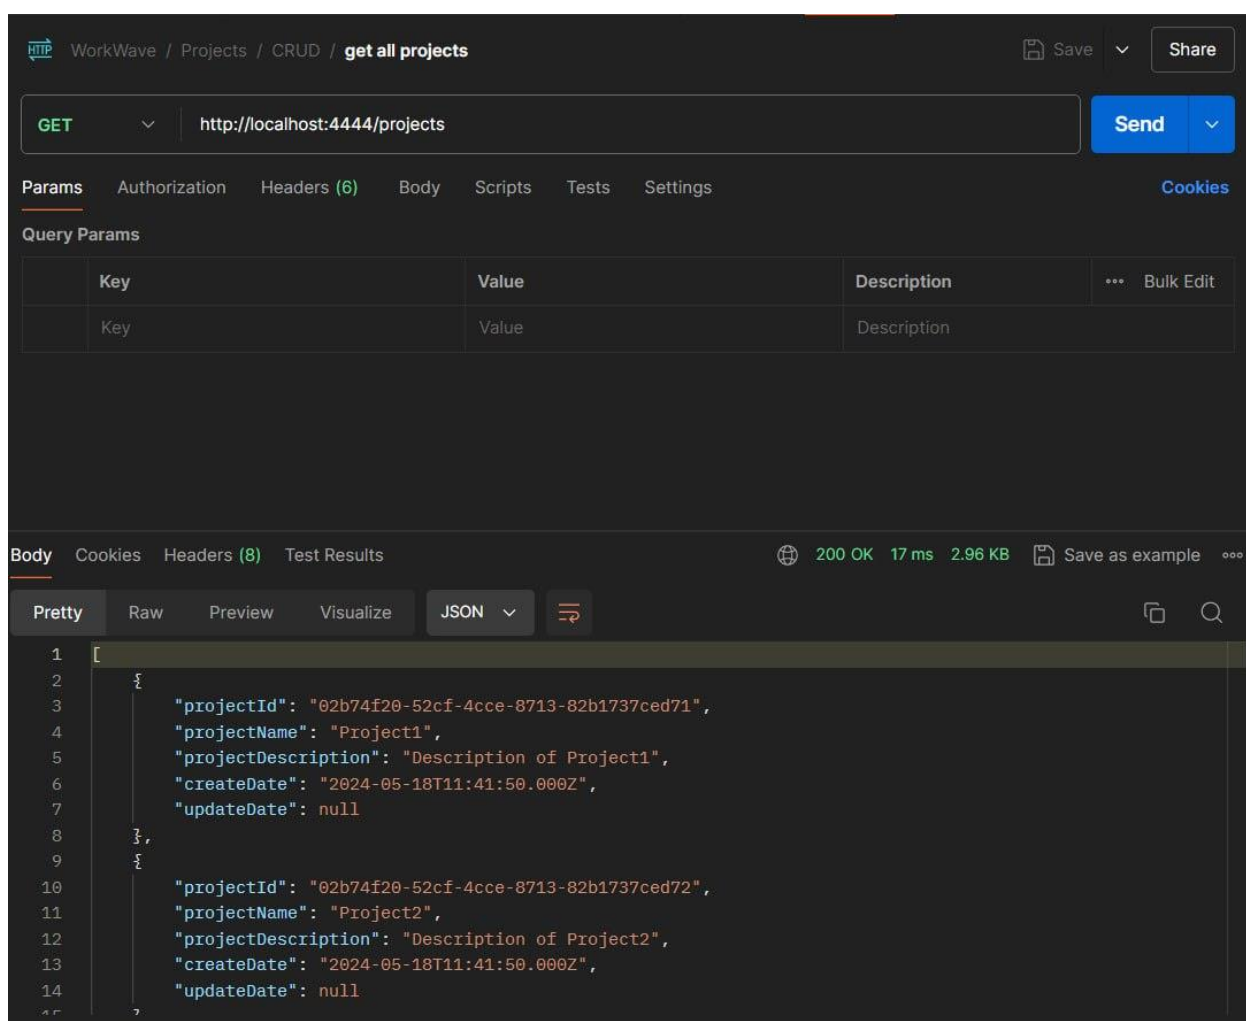 HTTP WorkWave / Projects / CRUD / get all projects Save Share
GET http://localhost:4444/projects Send
Params Authorization Headers (6) Body Scripts Tests Settings Cookies
Query Params
Key Value Description ••• Bulk Edit
Key Value Description
Body Cookies Headers (8) Test Results 200 OK 17 ms 2.96 KB Save as example •••
Pretty Raw Preview Visualize JSON
1 [
2 {
3 "projectId": "02b74f20-52cf-4cce-8713-82b1737ced71",
4 "projectName": "Project1",
5 "projectDescription": "Description of Project1",
6 "createDate": "2024-05-18T11:41:50.000Z",
7 "updateDate": null
8 },
9 {
10 "projectId": "02b74f20-52cf-4cce-8713-82b1737ced72",
11 "projectName": "Project2",
12 "projectDescription": "Description of Project2",
13 "createDate": "2024-05-18T11:41:50.000Z",
14 "updateDate": null